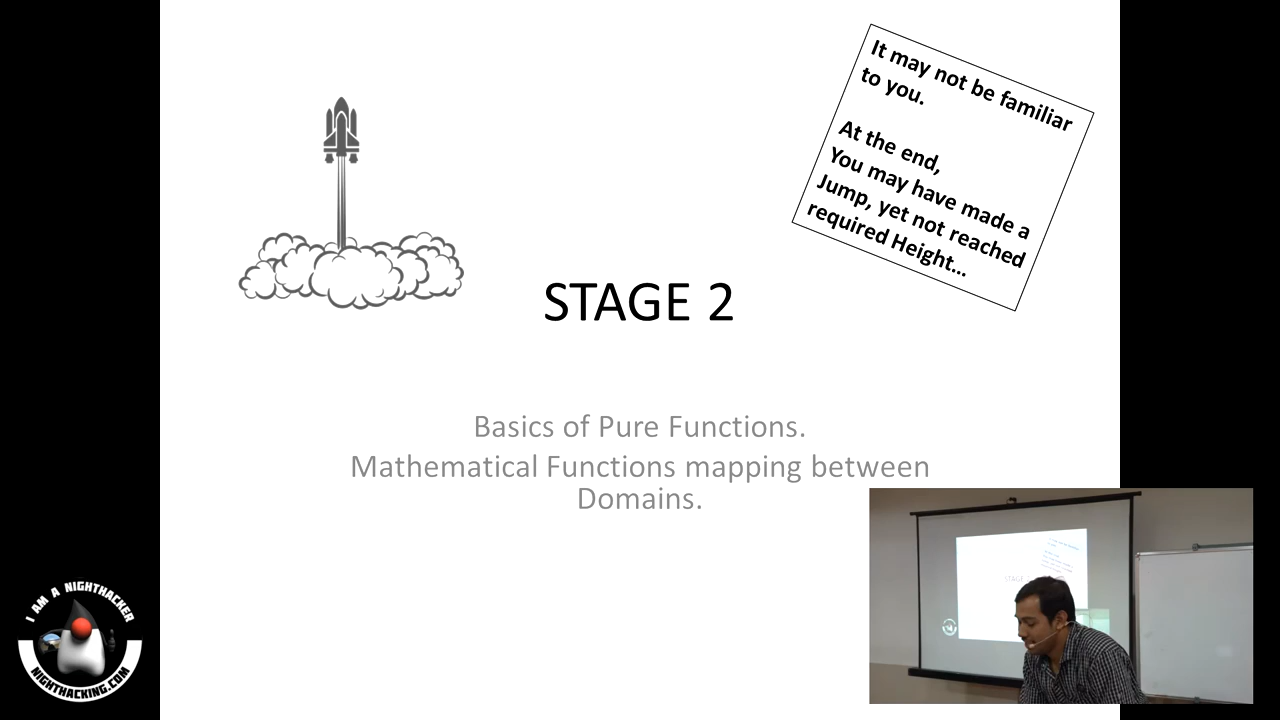 It may not be familiar
to you.
At the end,
You may have made a
Jump, yet not reached
required Height...
STAGE 2
Basics of Pure Functions.
Mathematical Functions mapping between
Domains.
I AM A NIGHTHACKER
NIGHTHACKING.COM